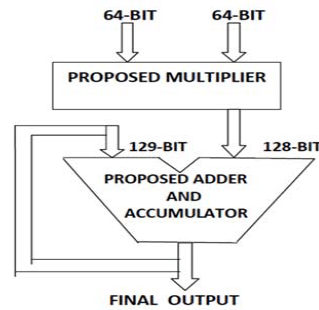 64-BIT 64-BIT
PROPOSED MULTIPLIER
129-BIT 128-BIT
PROPOSED ADDER
AND
ACCUMULATOR
FINAL OUTPUT